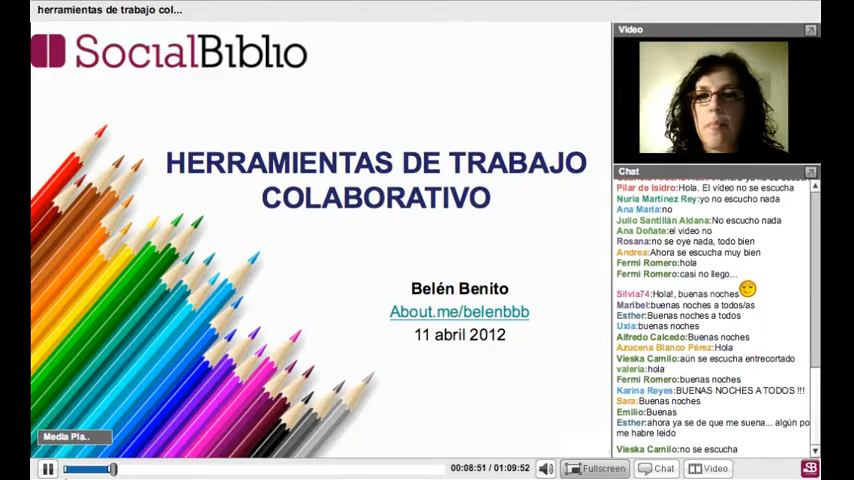 herramientas de trabajo col...
SocialBiblio
HERRAMIENTAS DE TRABAJO
COLABORATIVO
Belén Benito
About.me/belenbbb
11 abril 2012
Media Pla..
Video
Chat
Pilar de Isidro:Hola. El vídeo no se escucha
Nuria Martínez Rey:yo no escucho nada
Ana María:no
Julio Santillán Aldana:No escucho nada
Ana Doñate:el video no
Rosana:no se oye nada, todo bien
Andrea:Ahora se escucha muy bien
Fermi Romero:hola
Fermi Romero:casi no llego...
Silvia74:Hola!, buenas noches
Maribel:buenas noches a todos/as
Esther:Buenas noches a todos
Uxia:buenas noches
Alfredo Caicedo:Buenas noches
Azucena Blanco Pérez:Hola
Vieska Camilo:aún se escucha entrecortado
valeria:hola
Fermi Romero:buenas noches
Karina Reyes:BUENAS NOCHES A TODOS !!!
Sara:Buenas noches
Emilio:Buenas
Esther:ahora ya se de que me suena... algún po
me habre leido
Vieska Camilo:no se escucha
00:08:51 / 01:09:52
Fullscreen
Chat
Video
SB